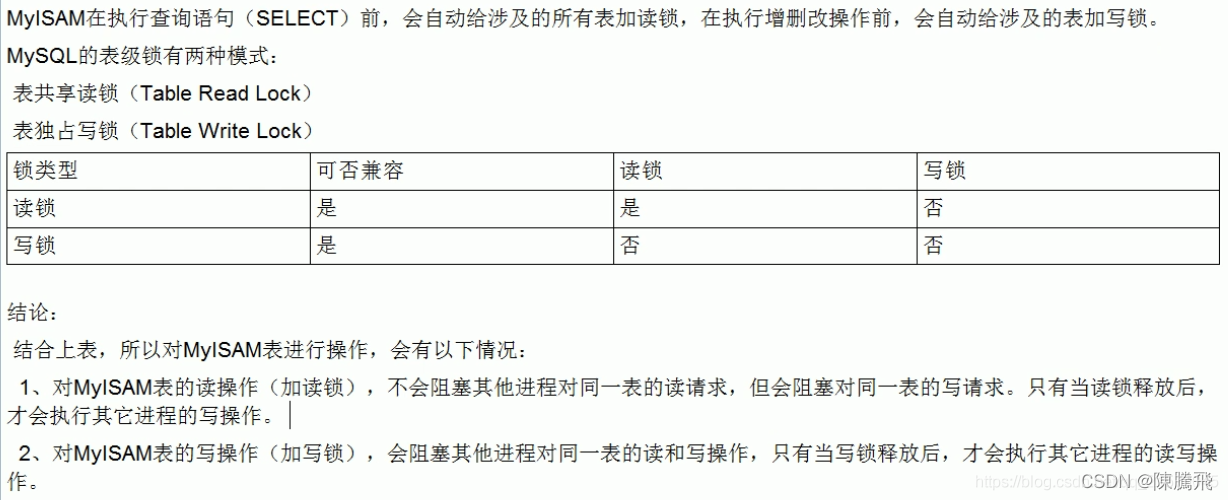 MyISAM在执行查询语句（SELECT）前，会自动给涉及的所有表加读锁，在执行增删改操作前，会自动给涉及的表加写锁。
MySQL的表级锁有两种模式：
表共享读锁（Table Read Lock）
表独占写锁（Table Write Lock）
锁类型 可否兼容 读锁 写锁
读锁 是 是 否
写锁 是 否 否
结论：
结合上表，所以对MyISAM表进行操作，会有以下情况：
1、对MyISAM表的读操作（加读锁），不会阻塞其他进程对同一表的读请求，但会阻塞对同一表的写请求。只有当读锁释放后，
才会执行其它进程的写操作。
2、对MyISAM表的写操作（加写锁），会阻塞其他进程对同一表的读和写操作，只有当写锁释放后，才会执行其它进程的读写操
作。
CSDN @陳騰飛